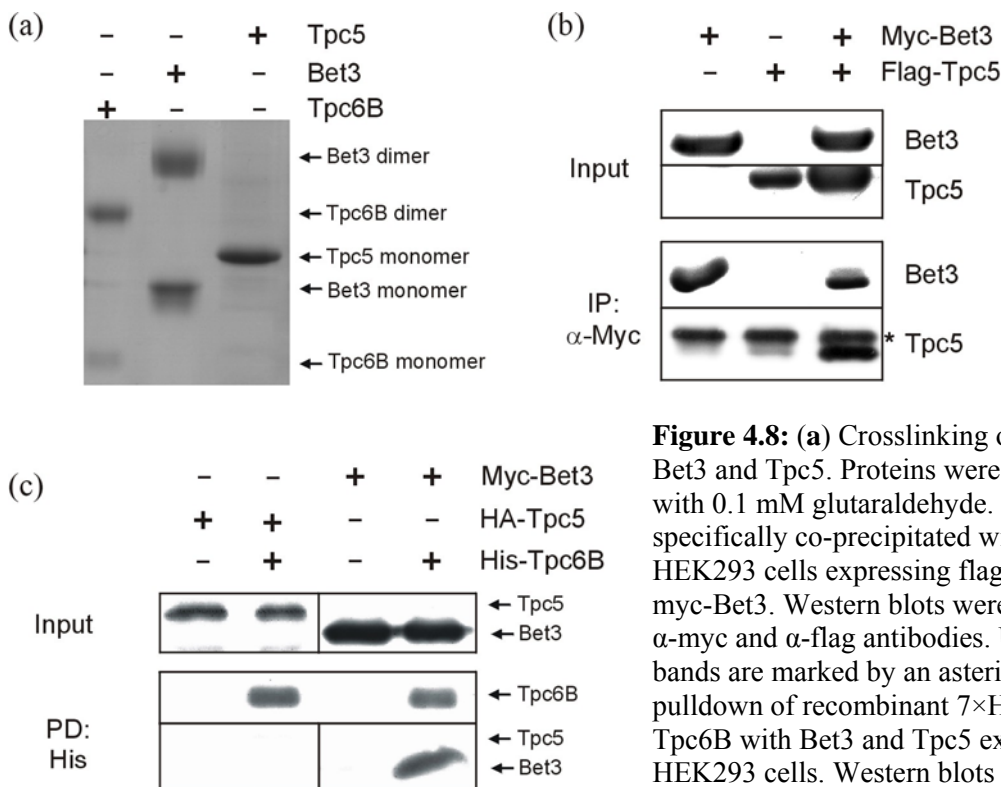 (a)
– – + Tpc5
– + – Bet3
+ – – Tpc6B
← Bet3 dimer
← Tpc6B dimer
← Tpc5 monomer
← Bet3 monomer
← Tpc6B monomer
(b)
+ – + Myc-Bet3
– + + Flag-Tpc5
Input
Bet3
Tpc5
IP:
α-Myc
Bet3
* Tpc5
(c)
– – + + Myc-Bet3
+ + – – HA-Tpc5
– + – + His-Tpc6B
Input
← Tpc5
← Bet3
PD:
His
← Tpc6B
← Tpc5
← Bet3
Figure 4.8: (a) Crosslinking
Bet3 and Tpc5. Proteins were
with 0.1 mM glutaraldehyde.
specifically co-precipitated
HEK293 cells expressing
myc-Bet3. Western blots were
α-myc and α-flag antibodies.
bands are marked by an
pulldown of recombinant
Tpc6B with Bet3 and Tpc5
HEK293 cells. Western blots